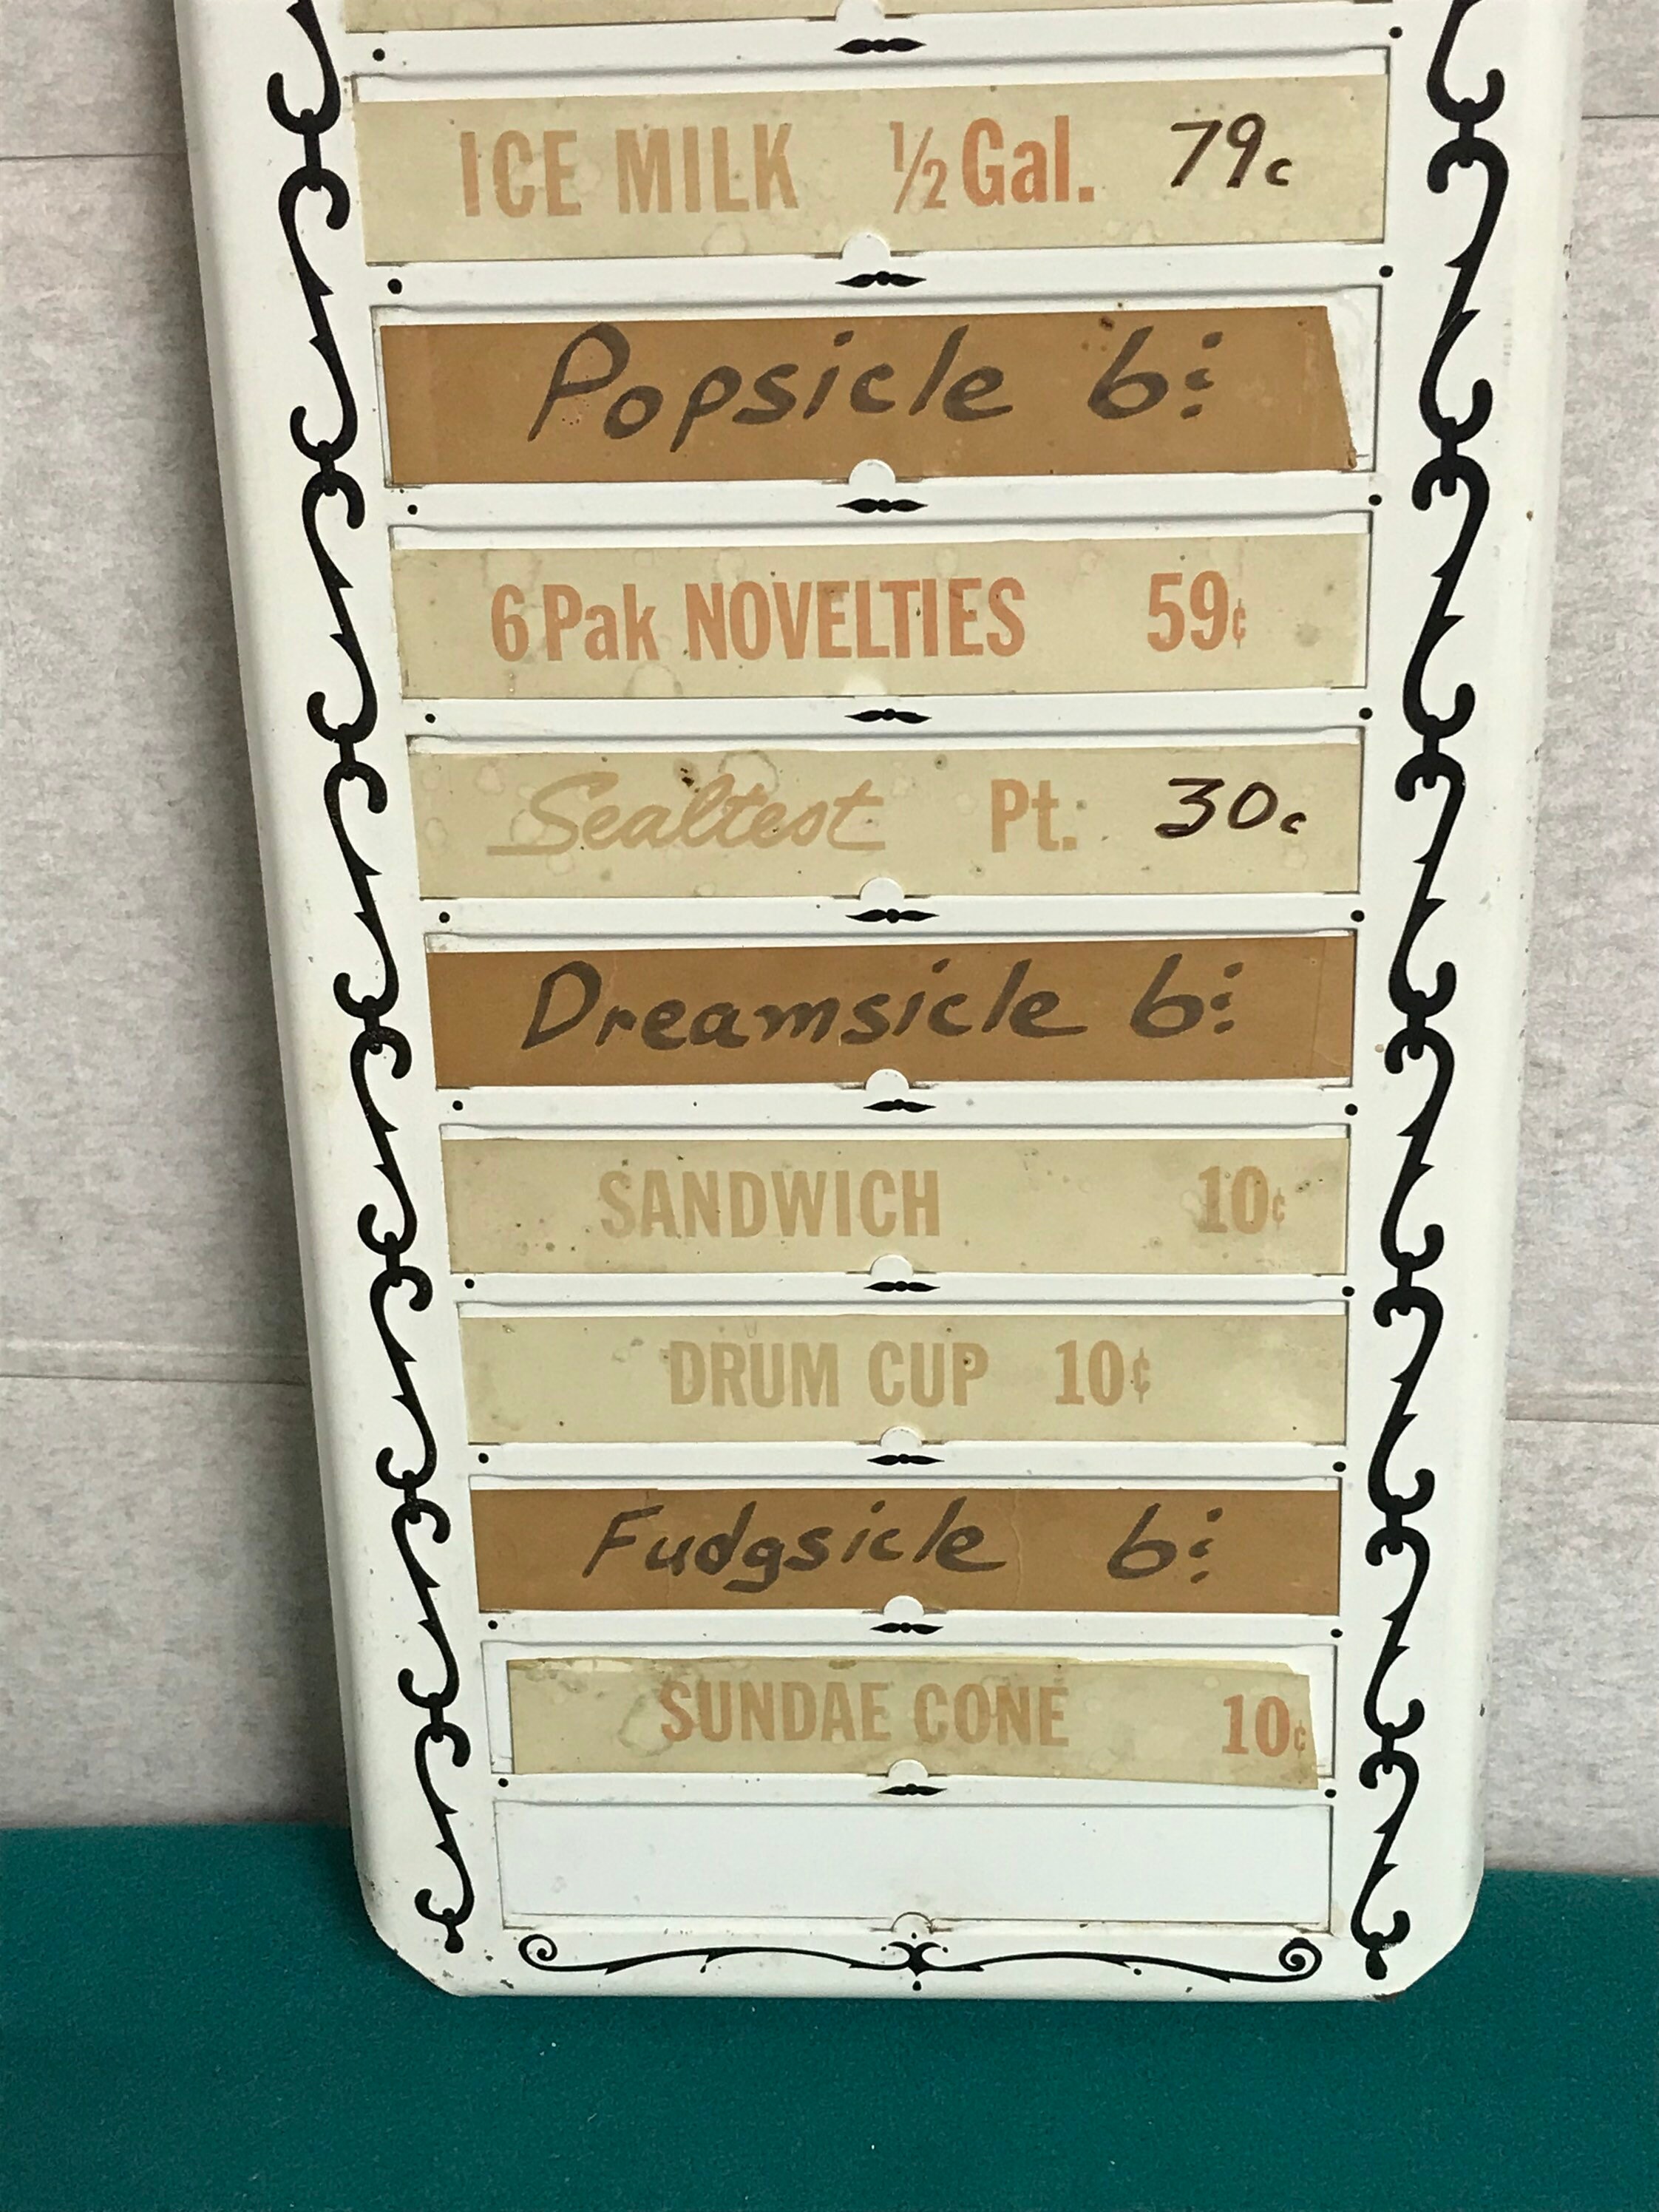 ICE MILK ½ Gal. 79c
Popsicle 6¢
6 Pak NOVELTIES 59¢
Sealtest Pt. 30c
Dreamsicle 6¢
SANDWICH 10¢
DRUM CUP 10¢
Fudgsicle 6¢
SUNDAE CONE 10¢